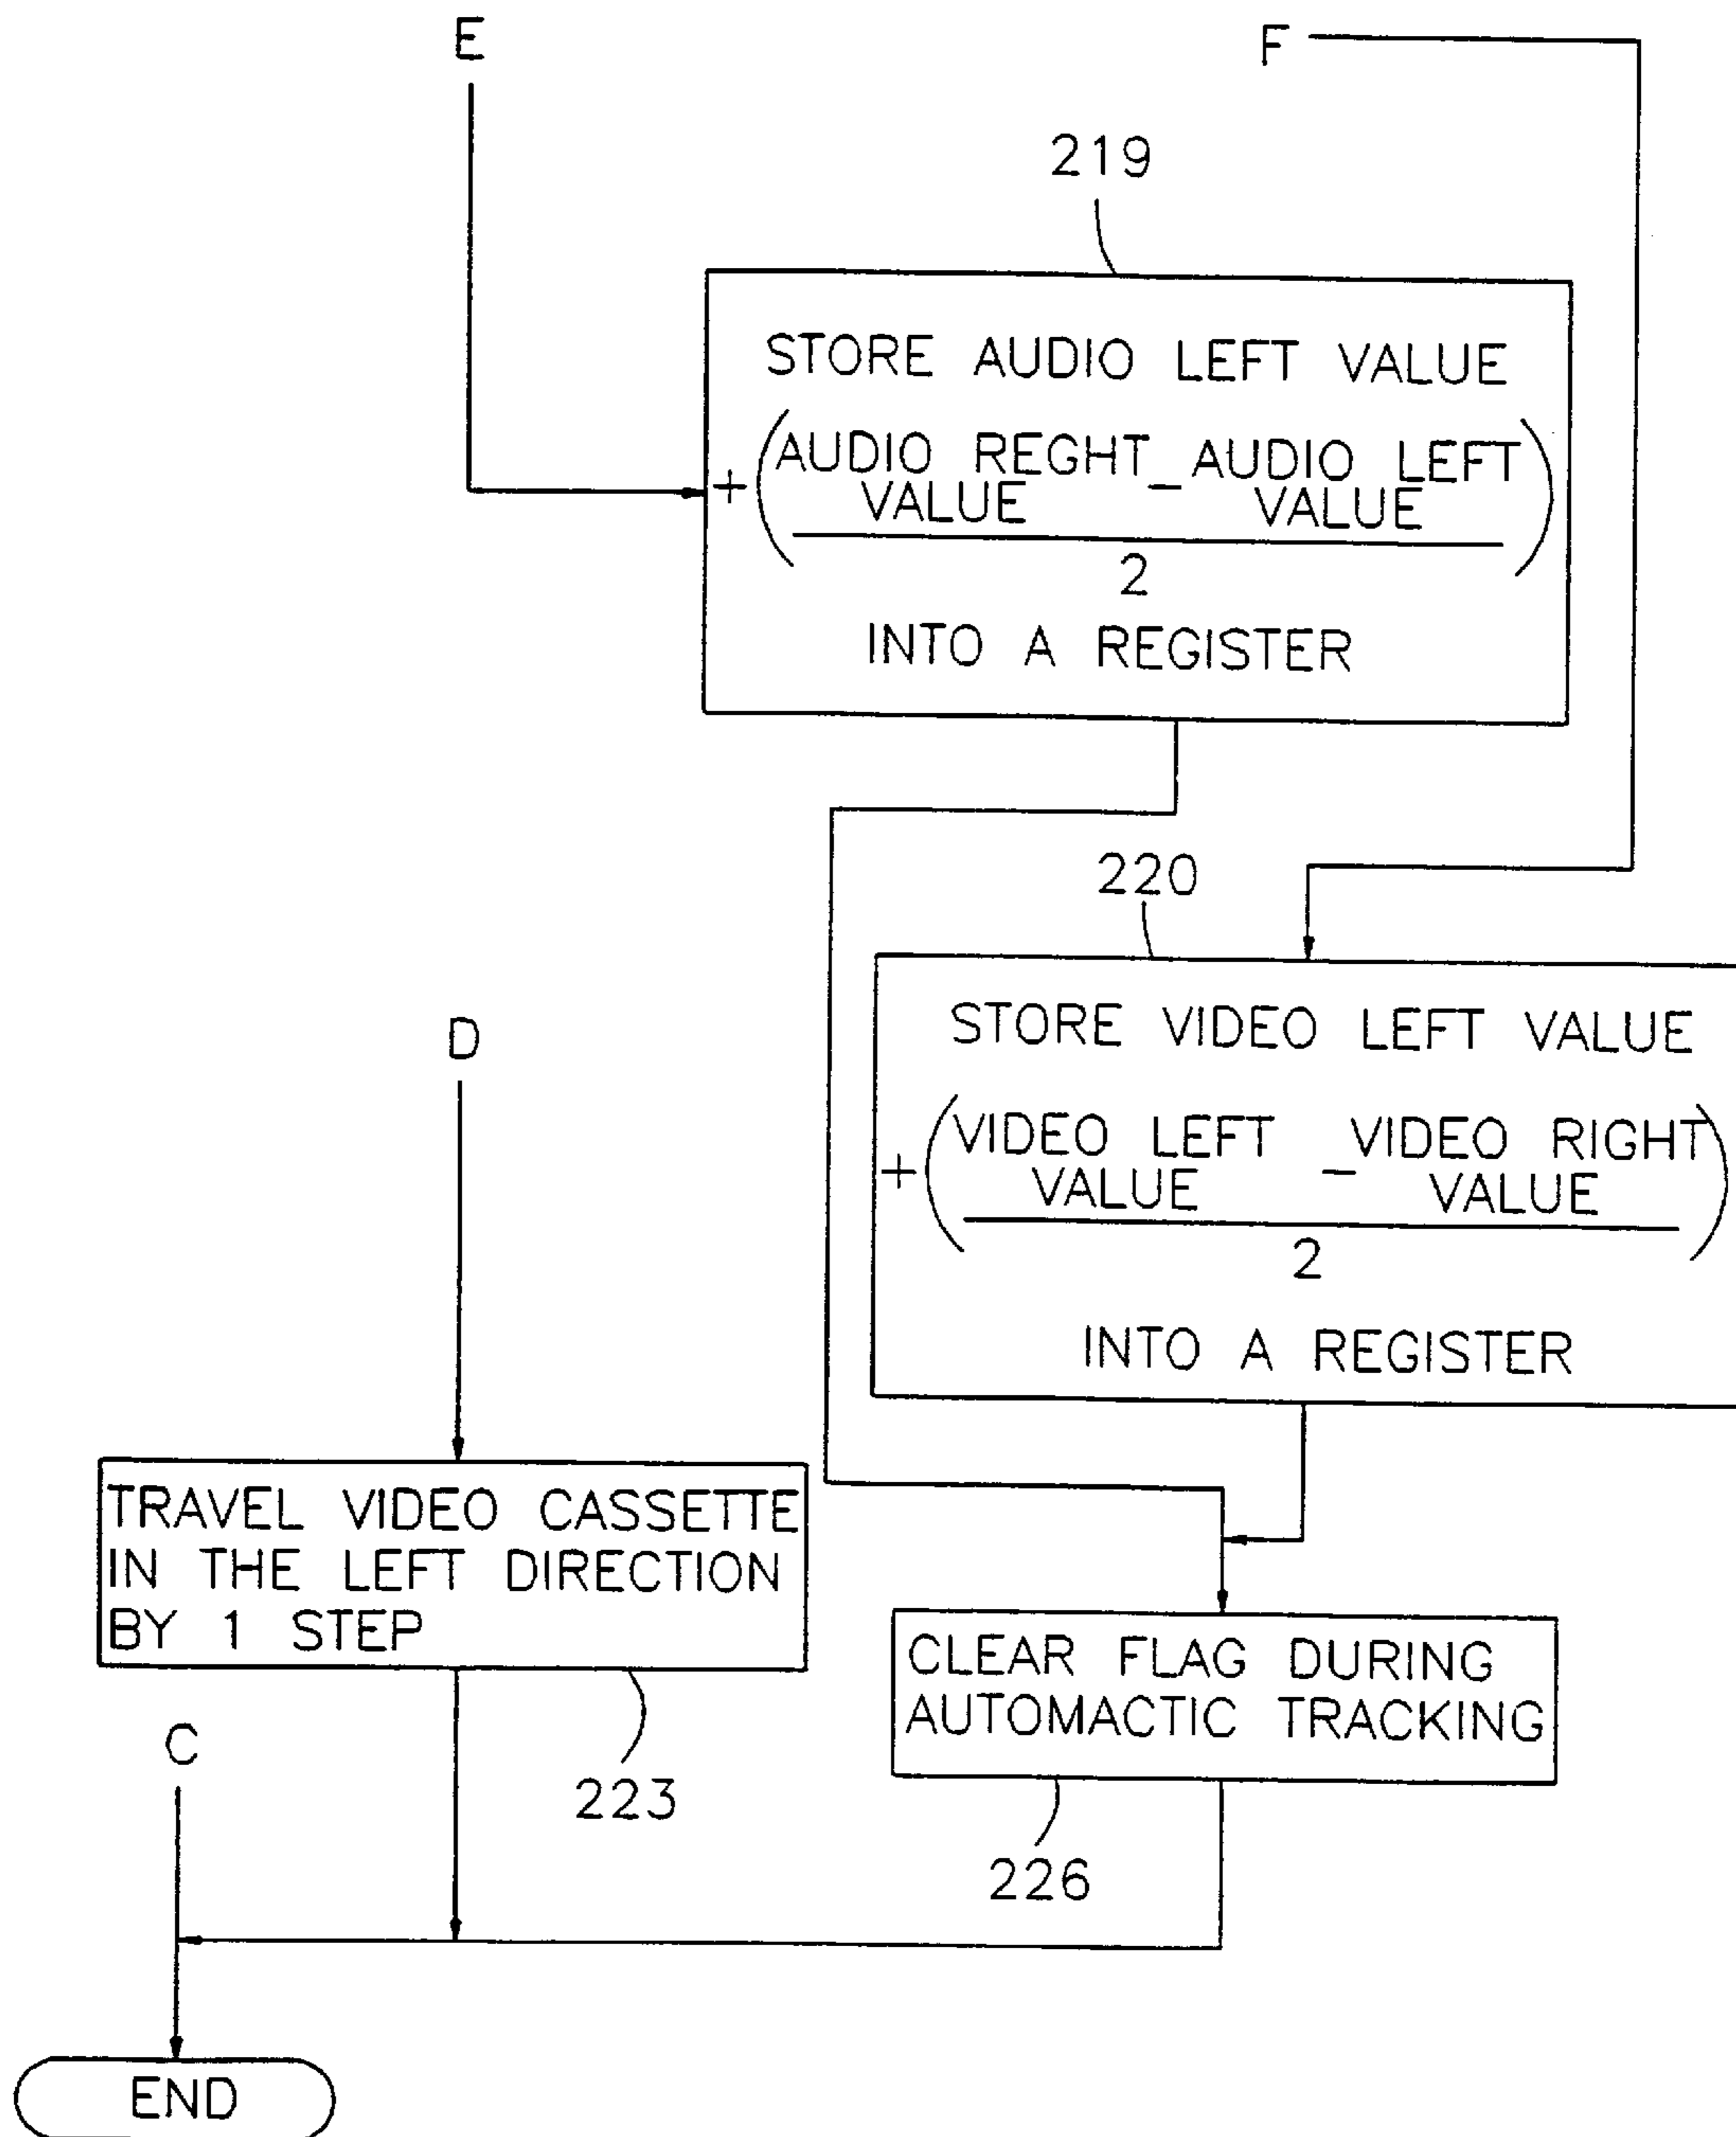 E
F
219
STORE AUDIO LEFT VALUE
+(AUDIO REGHT - AUDIO LEFT
VALUE VALUE)
2
INTO A REGISTER
220
STORE VIDEO LEFT VALUE
+(VIDEO LEFT - VIDEO RIGHT
VALUE VALUE)
2
INTO A REGISTER
D
TRAVEL VIDEO CASSETTE
IN THE LEFT DIRECTION
BY 1 STEP
223
CLEAR FLAG DURING
AUTOMACTIC TRACKING
226
C
END